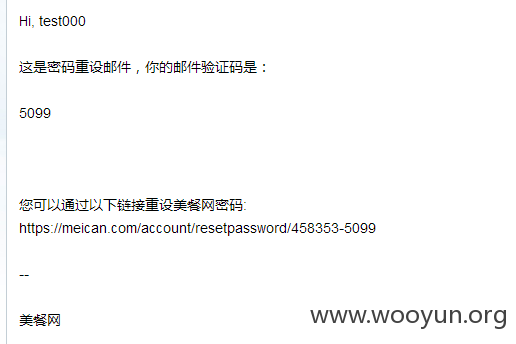 Hi, test000
这是密码重设邮件，你的邮件验证码是：
5099
您可以通过以下链接重设美餐网密码:
https://meican.com/account/resetpassword/458353-5099
--
美餐网
www.wooyun.org